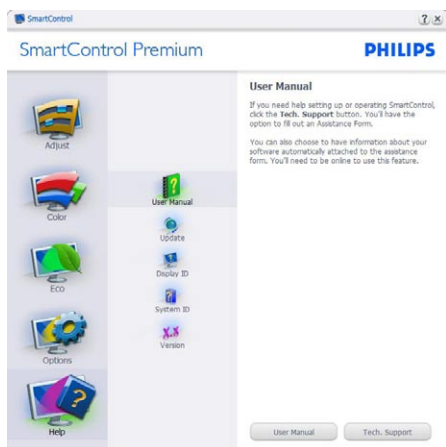 SmartControl
? ×
SmartControl Premium
PHILIPS
Adjust
Color
Eco
Options
Help
User Manual
Update
Display ID
System ID
X.X
Version
User Manual
If you need help setting up or operating SmartControl,
click the Tech. Support button. You'll have the
option to fill out an Assistance Form.
You can also choose to have information about your
software automatically attached to the assistance
form. You'll need to be online to use this feature.
User Manual
Tech. Support